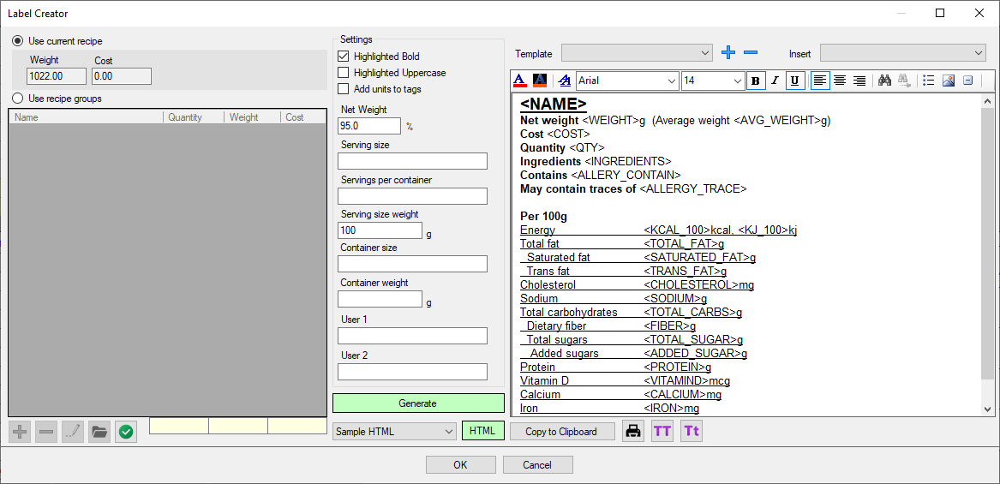 Label Creator
Use current recipe
Weight Cost
1022.00 0.00
Use recipe groups
Name Quantity Weight Cost
Settings
Highlighted Bold
Highlighted Uppercase
Add units to tags
Net Weight
95.0 %
Serving size
Servings per container
Serving size weight
100 g
Container size
Container weight
g
User 1
User 2
Generate
Sample HTML HTML
Template Insert
A A A Arial 14 B I U
<NAME>
Net weight <WEIGHT>g (Average weight <AVG_WEIGHT>g)
Cost <COST>
Quantity <QTY>
Ingredients <INGREDIENTS>
Contains <ALLERY_CONTAIN>
May contain traces of <ALLERGY_TRACE>
Per 100g
Energy <KCAL_100>kcal, <KJ_100>kj
Total fat <TOTAL_FAT>g
Saturated fat <SATURATED_FAT>g
Trans fat <TRANS_FAT>g
Cholesterol <CHOLESTEROL>mg
Sodium <SODIUM>g
Total carbohydrates <TOTAL_CARBS>g
Dietary fiber <FIBER>g
Total sugars <TOTAL_SUGAR>g
Added sugars <ADDED_SUGAR>g
Protein <PROTEIN>g
Vitamin D <VITAMIND>mcg
Calcium <CALCIUM>mg
Iron <IRON>mg
Copy to Clipboard TT Tt
OK Cancel